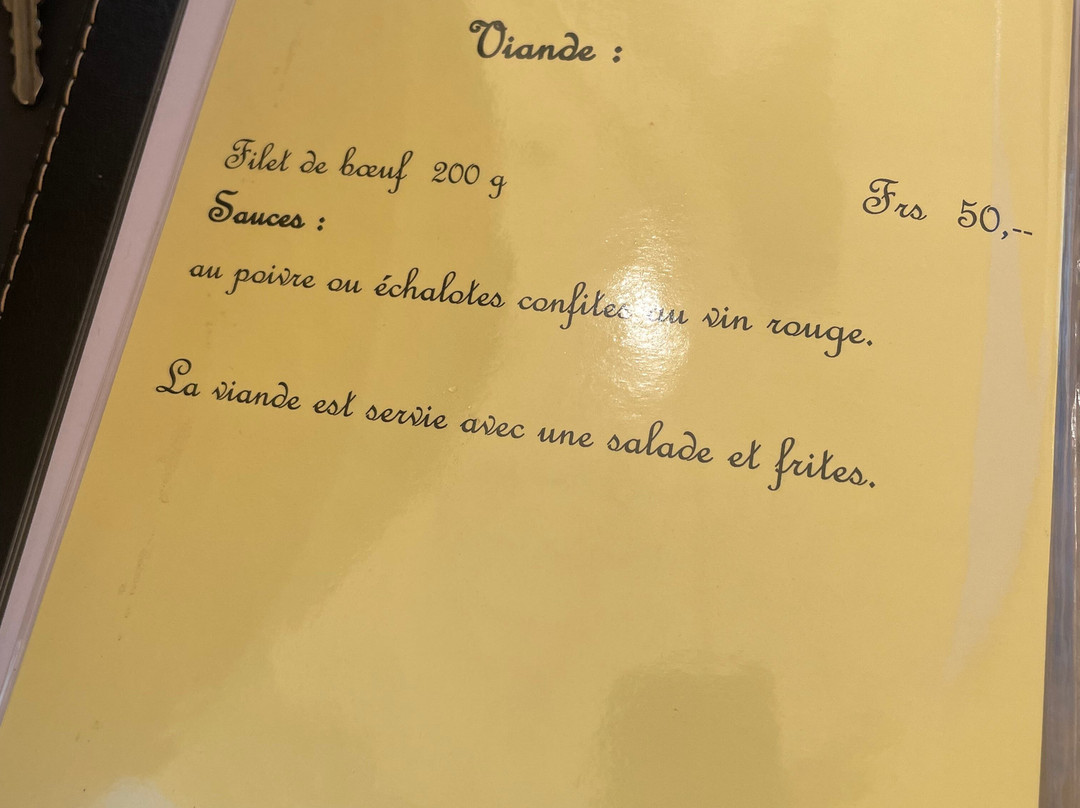 Viande :
Filet de bœuf 200 g Frs 50,--
Sauces :
au poivre ou échalotes confites au vin rouge.
La viande est servie avec une salade et frites.